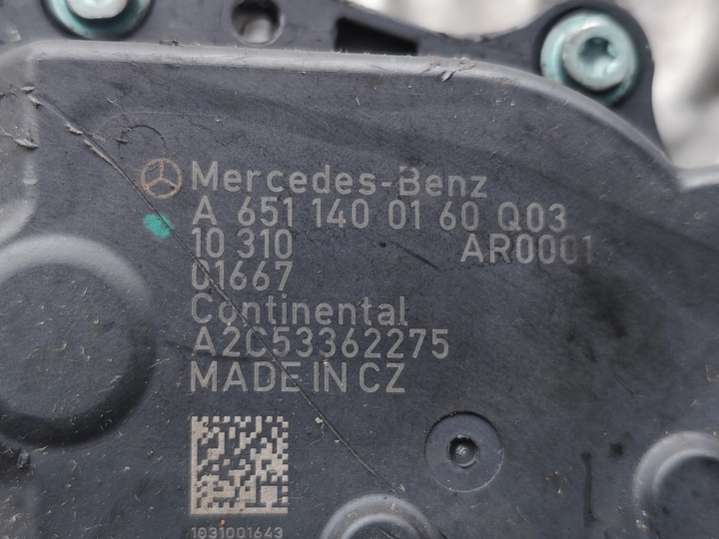 Mercedes-Benz
A 651 140 01 60 Q03
10 310 AR0001
01667
Continental
A2C53362275
MADE IN CZ
1031001643